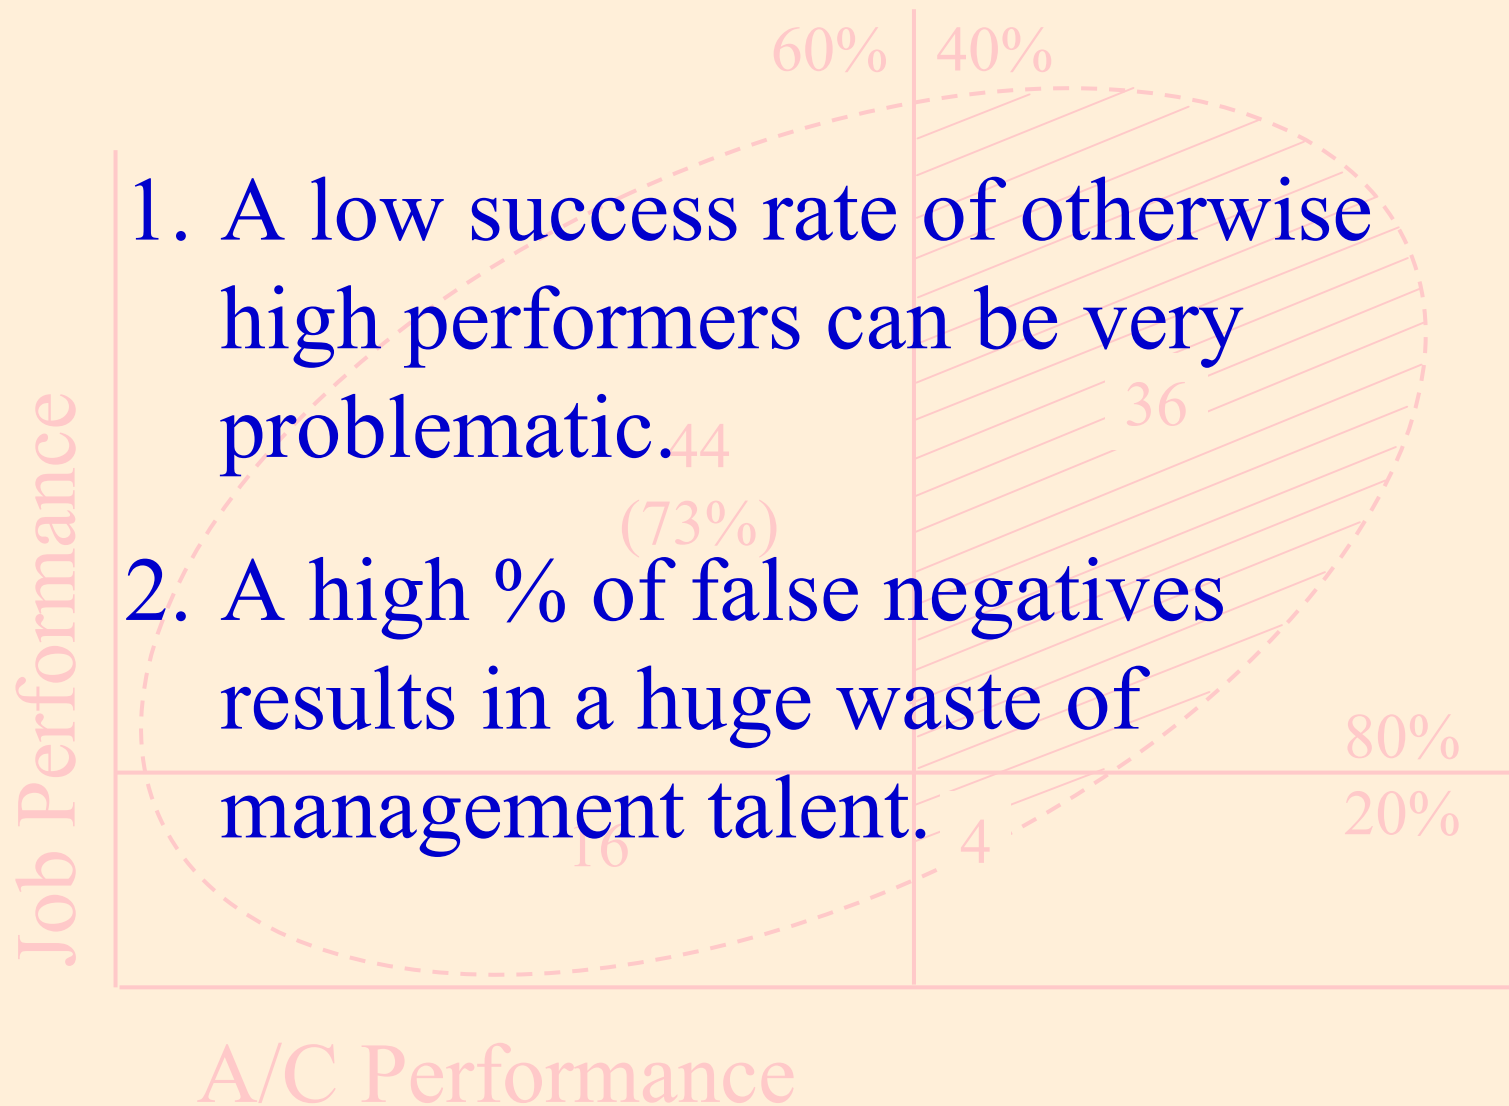 60% 40%
1. A low success rate of otherwise
high performers can be very
problematic.
36
44
(73%)
2. A high % of false negatives
results in a huge waste of
management talent.
80%
20%
16
4
Job Performance
A/C Performance